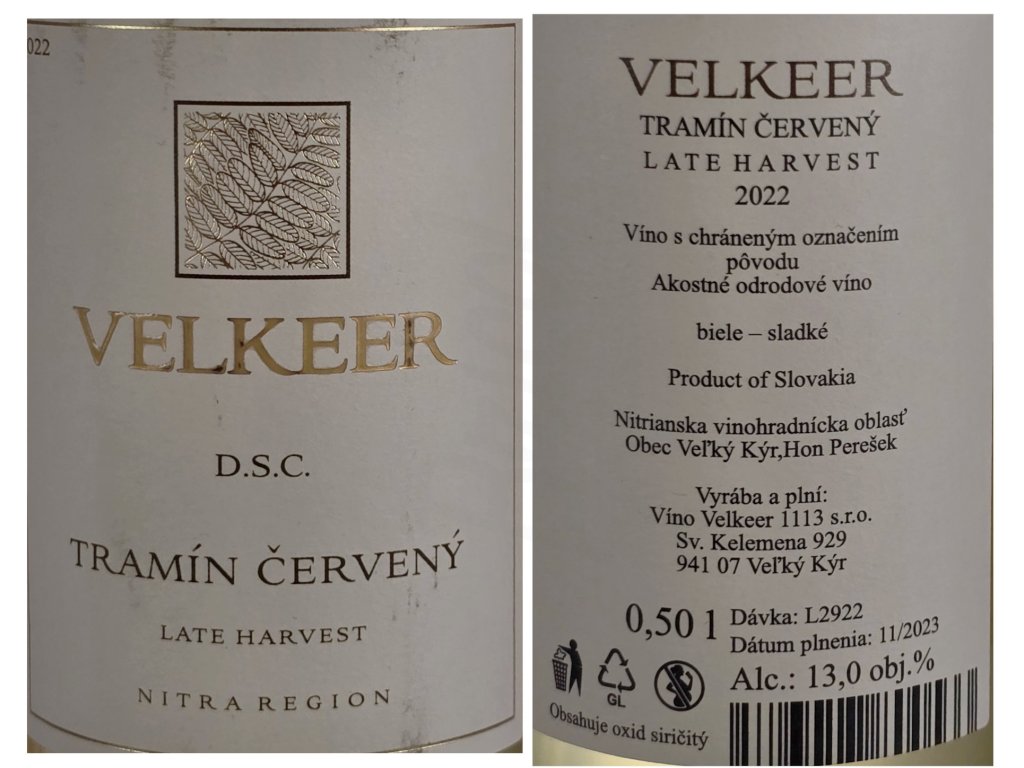 022
VELKEER
D.S.C.
TRAMÍN ČERVENÝ
LATE HARVEST
NITRA REGION
VELKEER
TRAMÍN ČERVENÝ
LATE HARVEST
2022
Víno s chráneným označením
pôvodu
Akostné odrodové víno
biele – sladké
Product of Slovakia
Nitrianska vinohradnícka oblasť
Obec Veľký Kýr,Hon Perešek
Vyrába a plní:
Víno Velkeer 1113 s.r.o.
Sv. Kelemena 929
941 07 Veľký Kýr
0,50 l
Dávka: L2922
Dátum plnenia: 11/2023
Alc.: 13,0 obj.%
GL
Obsahuje oxid siričitý